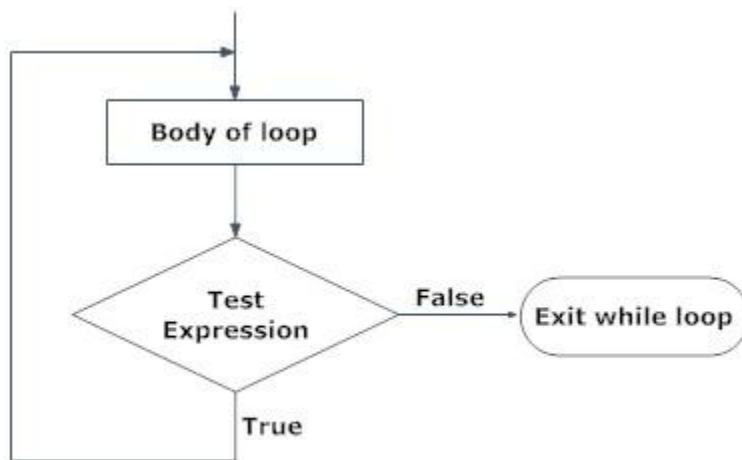 Body of loop
Test
Expression
False
Exit while loop
True